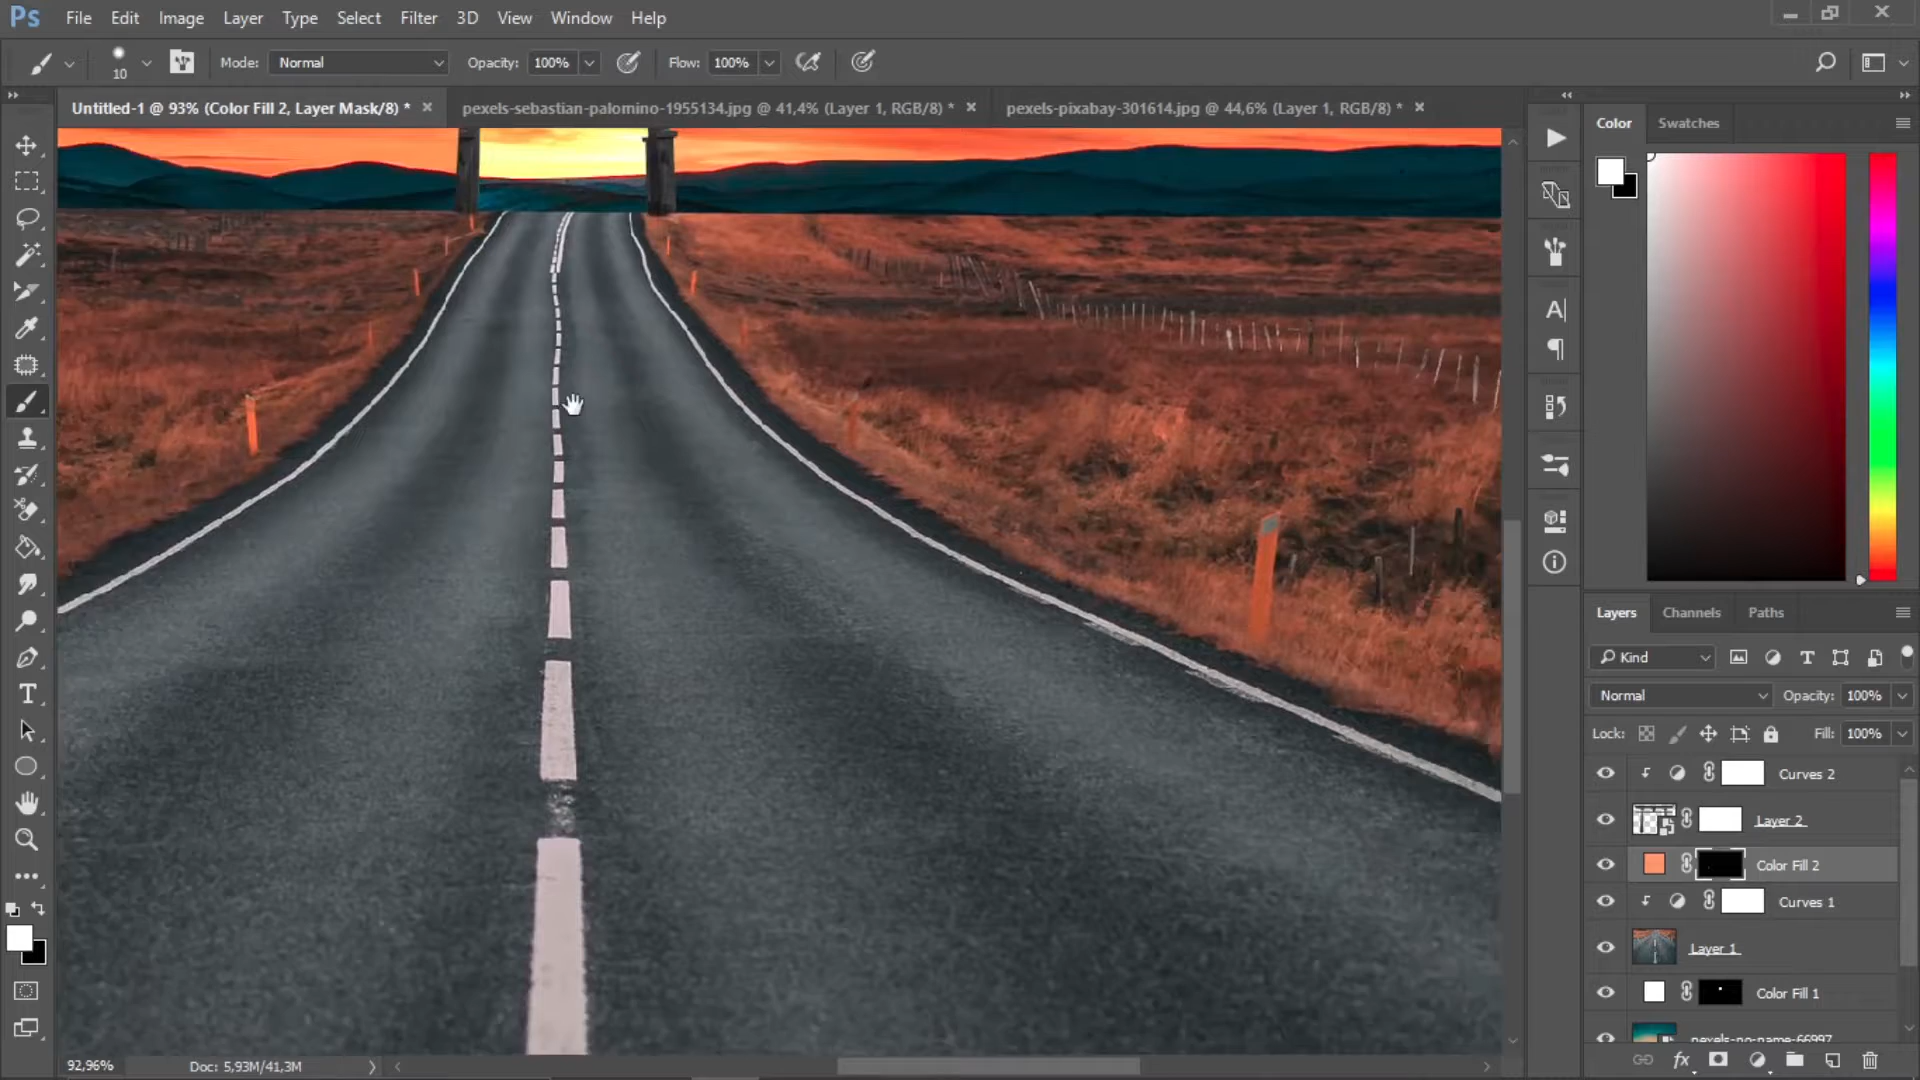 Ps File Edit Image Layer Type Select Filter 3D View Window Help
10 Mode: Normal Opacity: 100% Flow: 100%
Untitled-1 @ 93% (Color Fill 2, Layer Mask/8) * × pexels-sebastian-palomino-1955134.jpg @ 41,4% (Layer 1, RGB/8) * × pexels-pixabay-301614.jpg @ 44,6% (Layer 1, RGB/8) * ×
Color Swatches
Layers Channels Paths
Kind
Normal Opacity: 100%
Lock: Fill: 100%
Curves 2
Layer 2
Color Fill 2
Curves 1
Layer 1
Color Fill 1
pexels-no-name-66997
92,96% Doc: 5,93M/41,3M